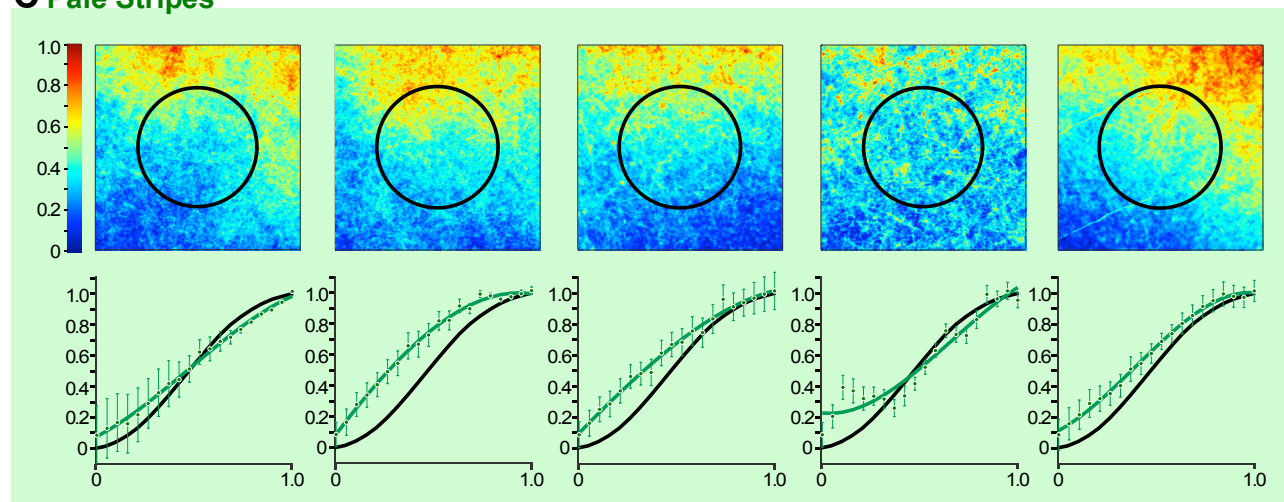 C Pale Stripes
1.0
0.8
0.6
0.4
0.2
0
1.0 1.0 1.0 1.0 1.0
0.8 0.8 0.8 0.8 0.8
0.6 0.6 0.6 0.6 0.6
0.4 0.4 0.4 0.4 0.4
0.2 0.2 0.2 0.2 0.2
0 0 0 0 0
0 1.0 0 1.0 0 1.0 0 1.0 0 1.0